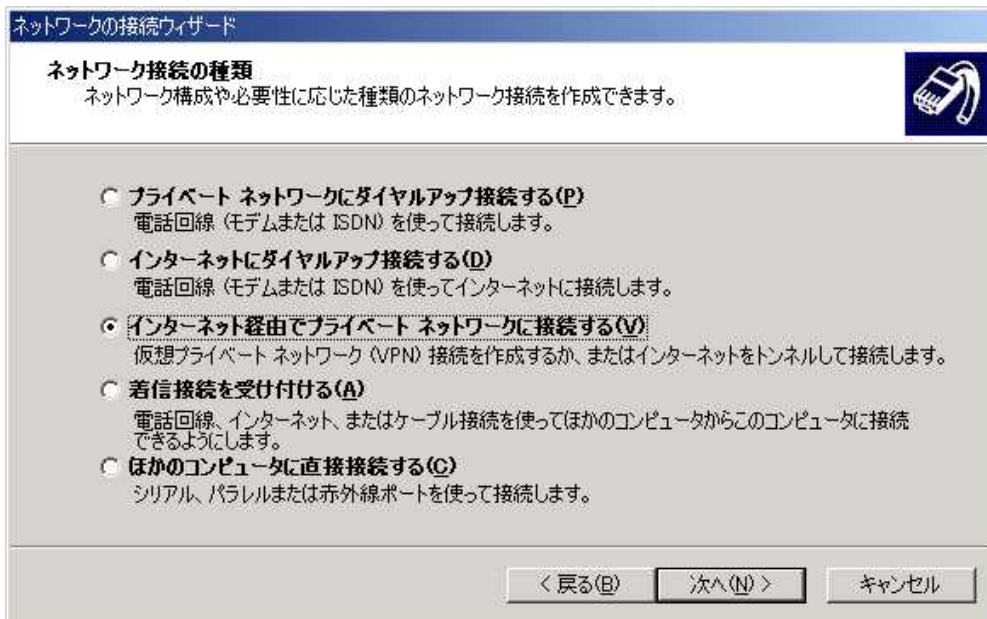 ネットワークの接続ウィザード
ネットワーク接続の種類
ネットワーク構成や必要性に応じた種類のネットワーク接続を作成できます。
プライベート ネットワークにダイヤルアップ接続する(P)
電話回線 (モデムまたは ISDN) を使って接続します。
インターネットにダイヤルアップ接続する(D)
電話回線 (モデムまたは ISDN) を使ってインターネットに接続します。
インターネット経由でプライベート ネットワークに接続する(V)
仮想プライベート ネットワーク (VPN) 接続を作成するか、またはインターネットをトンネルして接続します。
着信接続を受け付ける(A)
電話回線、インターネット、またはケーブル接続を使ってほかのコンピュータからこのコンピュータに接続
できるようにします。
ほかのコンピュータに直接接続する(C)
シリアル、パラレルまたは赤外線ポートを使って接続します。
< 戻る(B)
次へ(N) >
キャンセル